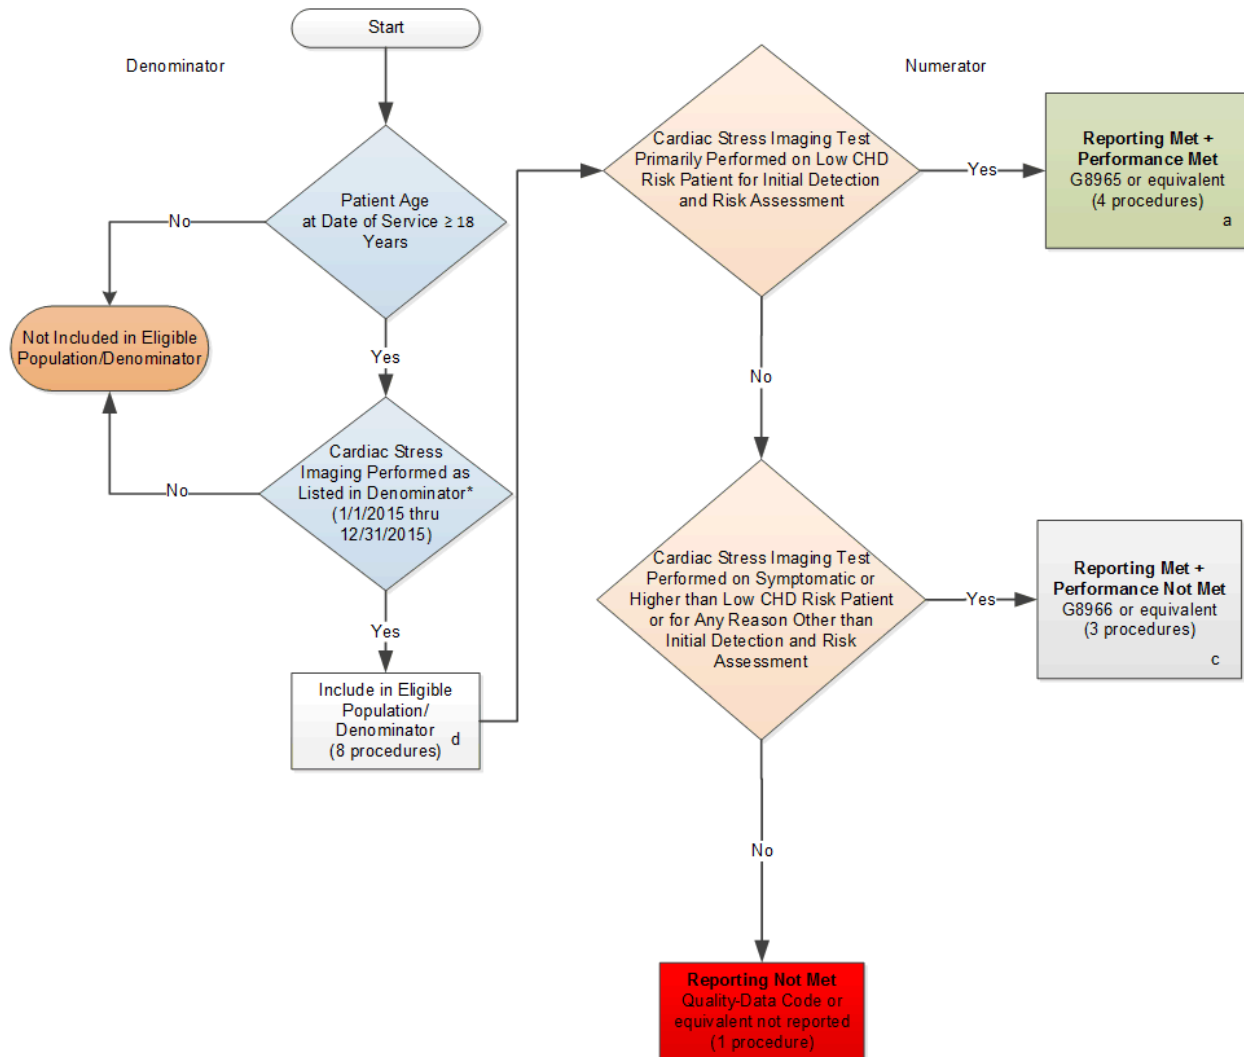 Start
Denominator
Patient Age
at Date of Service ≥ 18
Years
No
Not Included in Eligible
Population/Denominator
Yes
Cardiac Stress
Imaging Performed as
Listed in Denominator*
(1/1/2015 thru
12/31/2015)
No
Yes
Include in Eligible
Population/
Denominator
(8 procedures)
d
Numerator
Cardiac Stress Imaging Test
Primarily Performed on Low CHD
Risk Patient for Initial Detection
and Risk Assessment
Yes
Reporting Met +
Performance Met
G8965 or equivalent
(4 procedures)
a
No
Cardiac Stress Imaging Test
Performed on Symptomatic or
Higher than Low CHD Risk Patient
or for Any Reason Other than
Initial Detection and Risk
Assessment
Yes
Reporting Met +
Performance Not Met
G8966 or equivalent
(3 procedures)
c
No
Reporting Not Met
Quality-Data Code or
equivalent not reported
(1 procedure)